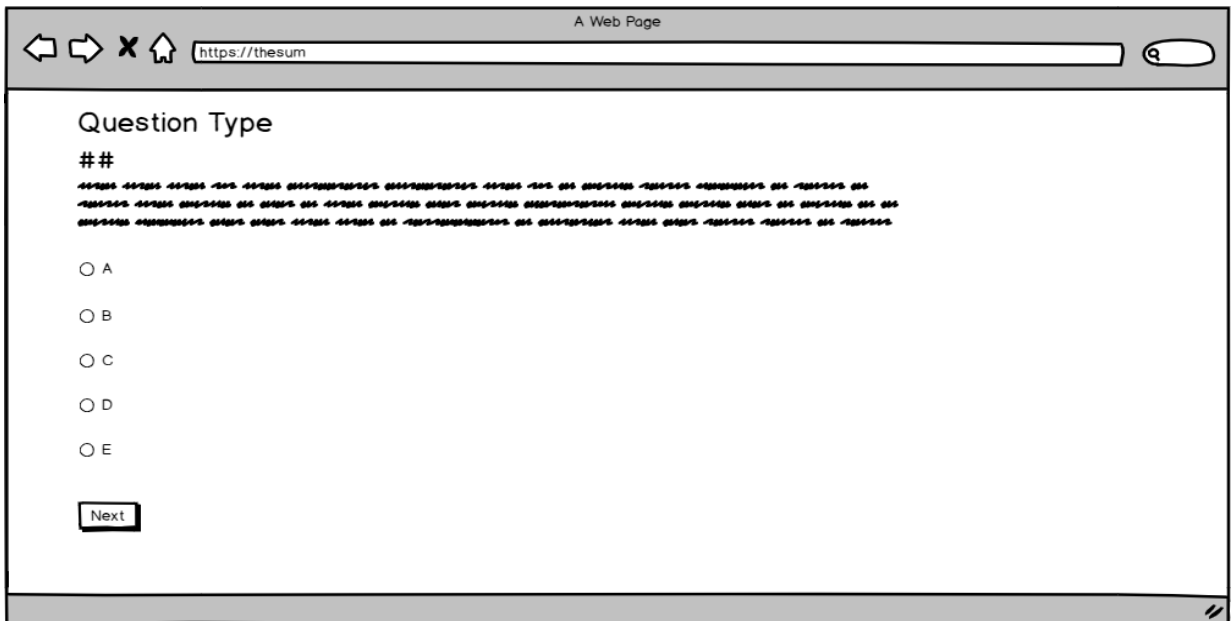 A Web Page
https://thesum
Question Type
##
A
B
C
D
E
Next